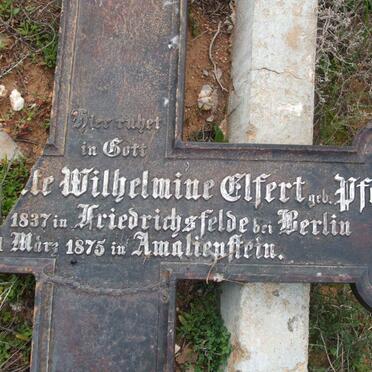 Hier ruhet
in Gott
te Wilhelmine Elfert geb. Pf
1837 in Friedrichsfelde bei Berlin
März 1875 in Amalienstein.